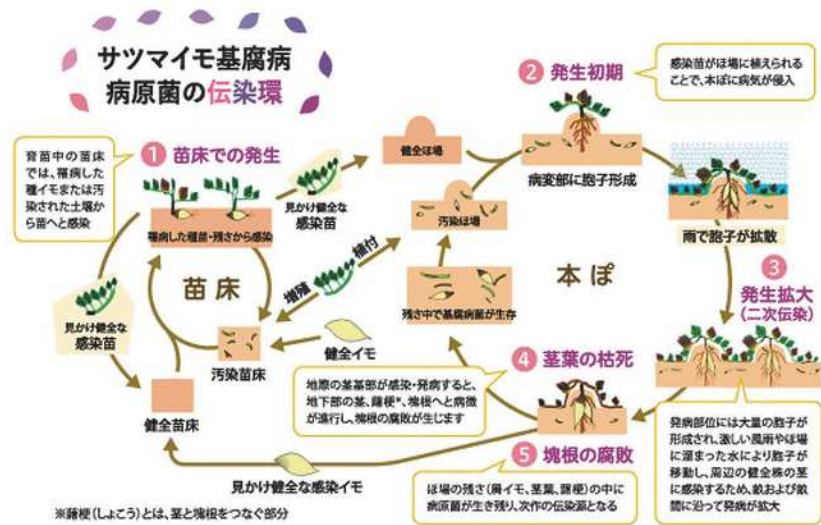 サツマイモ基腐病
病原菌の伝染環
育苗中の苗床
では、罹病した
種イモまたは汚
染された土壌か
ら苗へと感染
1 苗床での発生
罹病した種苗・残さから感染
見かけ健全な
感染苗
苗床
見かけ健全な
感染苗
健全苗床
汚染苗床
増殖
植付
健全イモ
見かけ健全な感染イモ
健全ほ場
汚染ほ場
残さ中で基腐病菌が生存
本ぽ
2 発生初期
感染苗がほ場に植えられる
ことで、本ぽに病気が侵入
病変部に胞子形成
雨で胞子が拡散
3
発生拡大
(二次伝染)
発病部位には大量の胞子が
形成され、激しい風雨やほ場
に溜まった水により胞子が
移動し、周辺の健全株の茎
に感染するため、畝および畝
間に沿って発病が拡大
4 茎葉の枯死
地際の茎基部が感染・発病すると、
地下部の茎、藷梗※、塊根へと病徴
が進行し、塊根の腐敗が生じます
5 塊根の腐敗
ほ場の残さ(屑イモ、茎葉、藷梗)の中に
病原菌が生き残り、次作の伝染源となる
※藷梗(しょこう)とは、茎と塊根をつなぐ部分